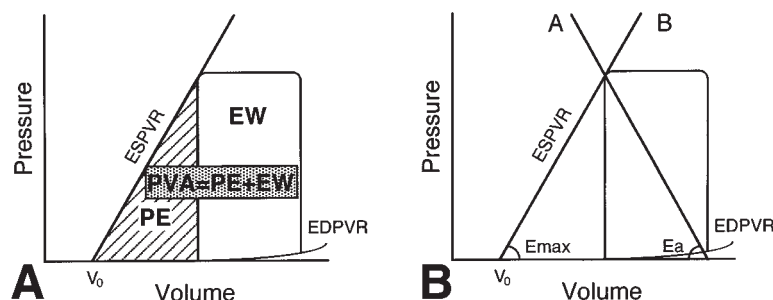 Pressure
ESPVR
EW
PVA=PE+EW
PE
EDPVR
V₀
Volume
A
A
B
Pressure
ESPVR
Emax
Ea
EDPVR
V₀
Volume
B